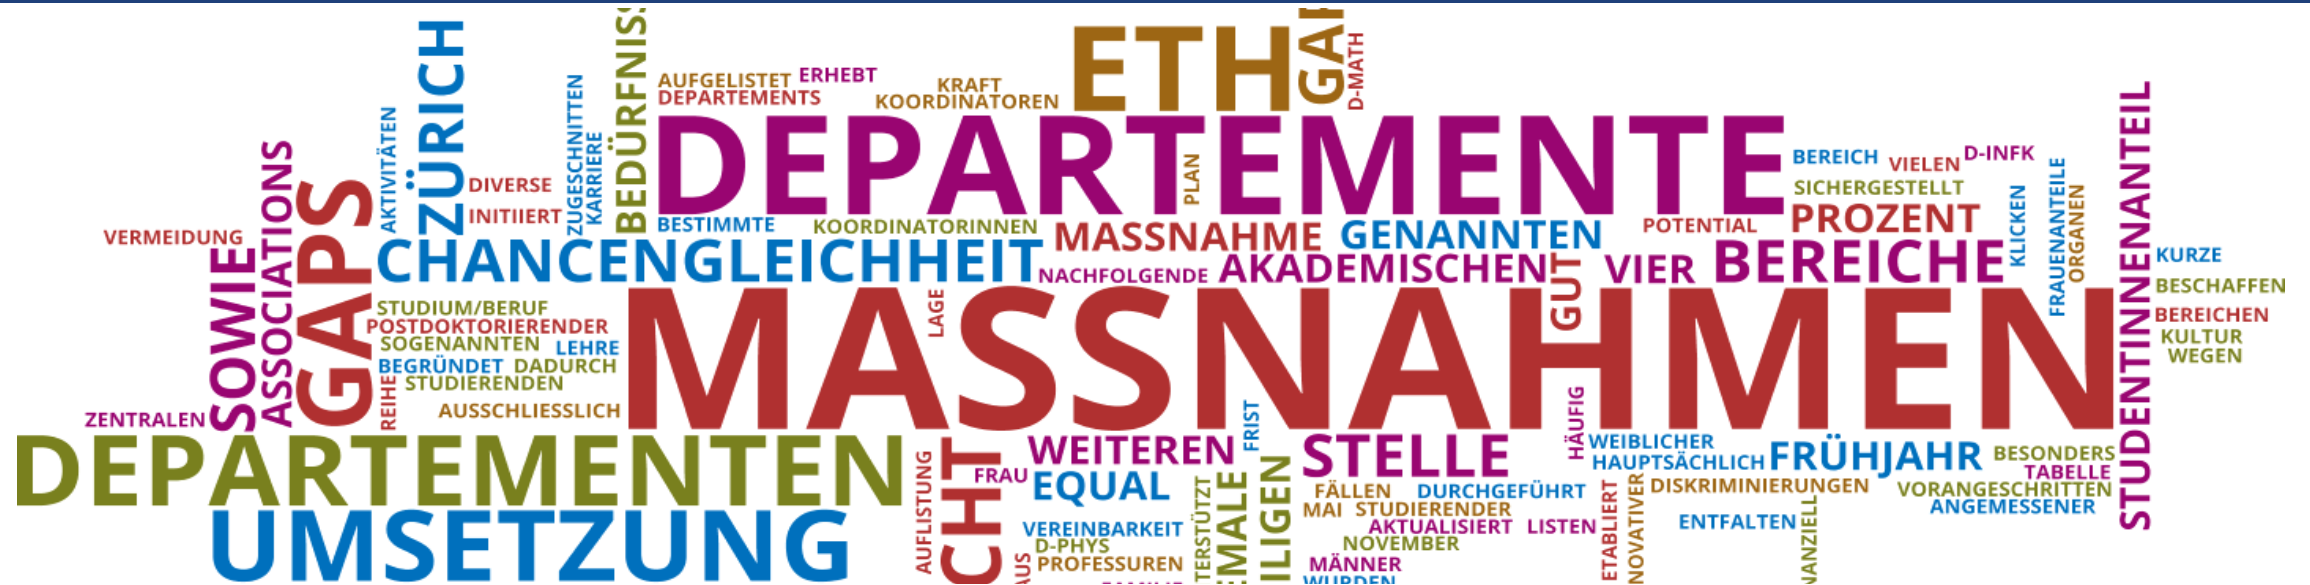 ETH
D-MATH
ZÜRICH
AUFGELISTET
ERHEBT
KRAFT
DEPARTEMENTS
KOORDINATOREN
AKTIVITÄTEN
ZUGESCHNITTEN
KARRIERE
DEPARTEMENTE
PLAN
BEREICH
VIELEN
D-INFK
STUDENTINNENANTEIL
ASSOCIATIONS
GAPS
DIVERSE
INITIIERT
SICHERGESTELLT
KLICKEN
FRAUENANTEILE
ORGANEN
BESTIMMTE
KOORDINATORINNEN
MASSNAHME
GENANNTEN
POTENTIAL
PROZENT
VERMEIDUNG
SOWIE
CHANCENGLEICHHEIT
NACHFOLGENDE
AKADEMISCHEN
GUT
VIER
BEREICHE
KURZE
BESCHAFFEN
STUDIUM/BERUF
POSTDOKTORIERENDER
SOGENANNTEN
LEHRE
LAGE
MASSNAHMEN
BEREICHEN
KULTUR
WEGEN
BEGRÜNDET
DADURCH
REIHE
STUDIERENDEN
AUSSCHLIESSLICH
ZENTRALEN
FRIST
HÄUFIG
DEPARTEMENTEN
WEITEREN
STELLE
WEIBLICHER
FRÜHJAHR
BESONDERS
HAUPTSÄCHLICH
AUFLISTUNG
FRAU
EQUAL
TABELLE
FÄLLEN
DURCHGEFÜHRT
DISKRIMINIERUNGEN
VORANGESCHRITTEN
MAI
STUDIERENDER
ANGEMESSENER
UMSETZUNG
VEREINBARKEIT
AKTUALISIERT
LISTEN
ENTFALTEN
D-PHYS
NOVEMBER
PROFESSUREN
MÄNNER
WURDEN
ETABLIERT